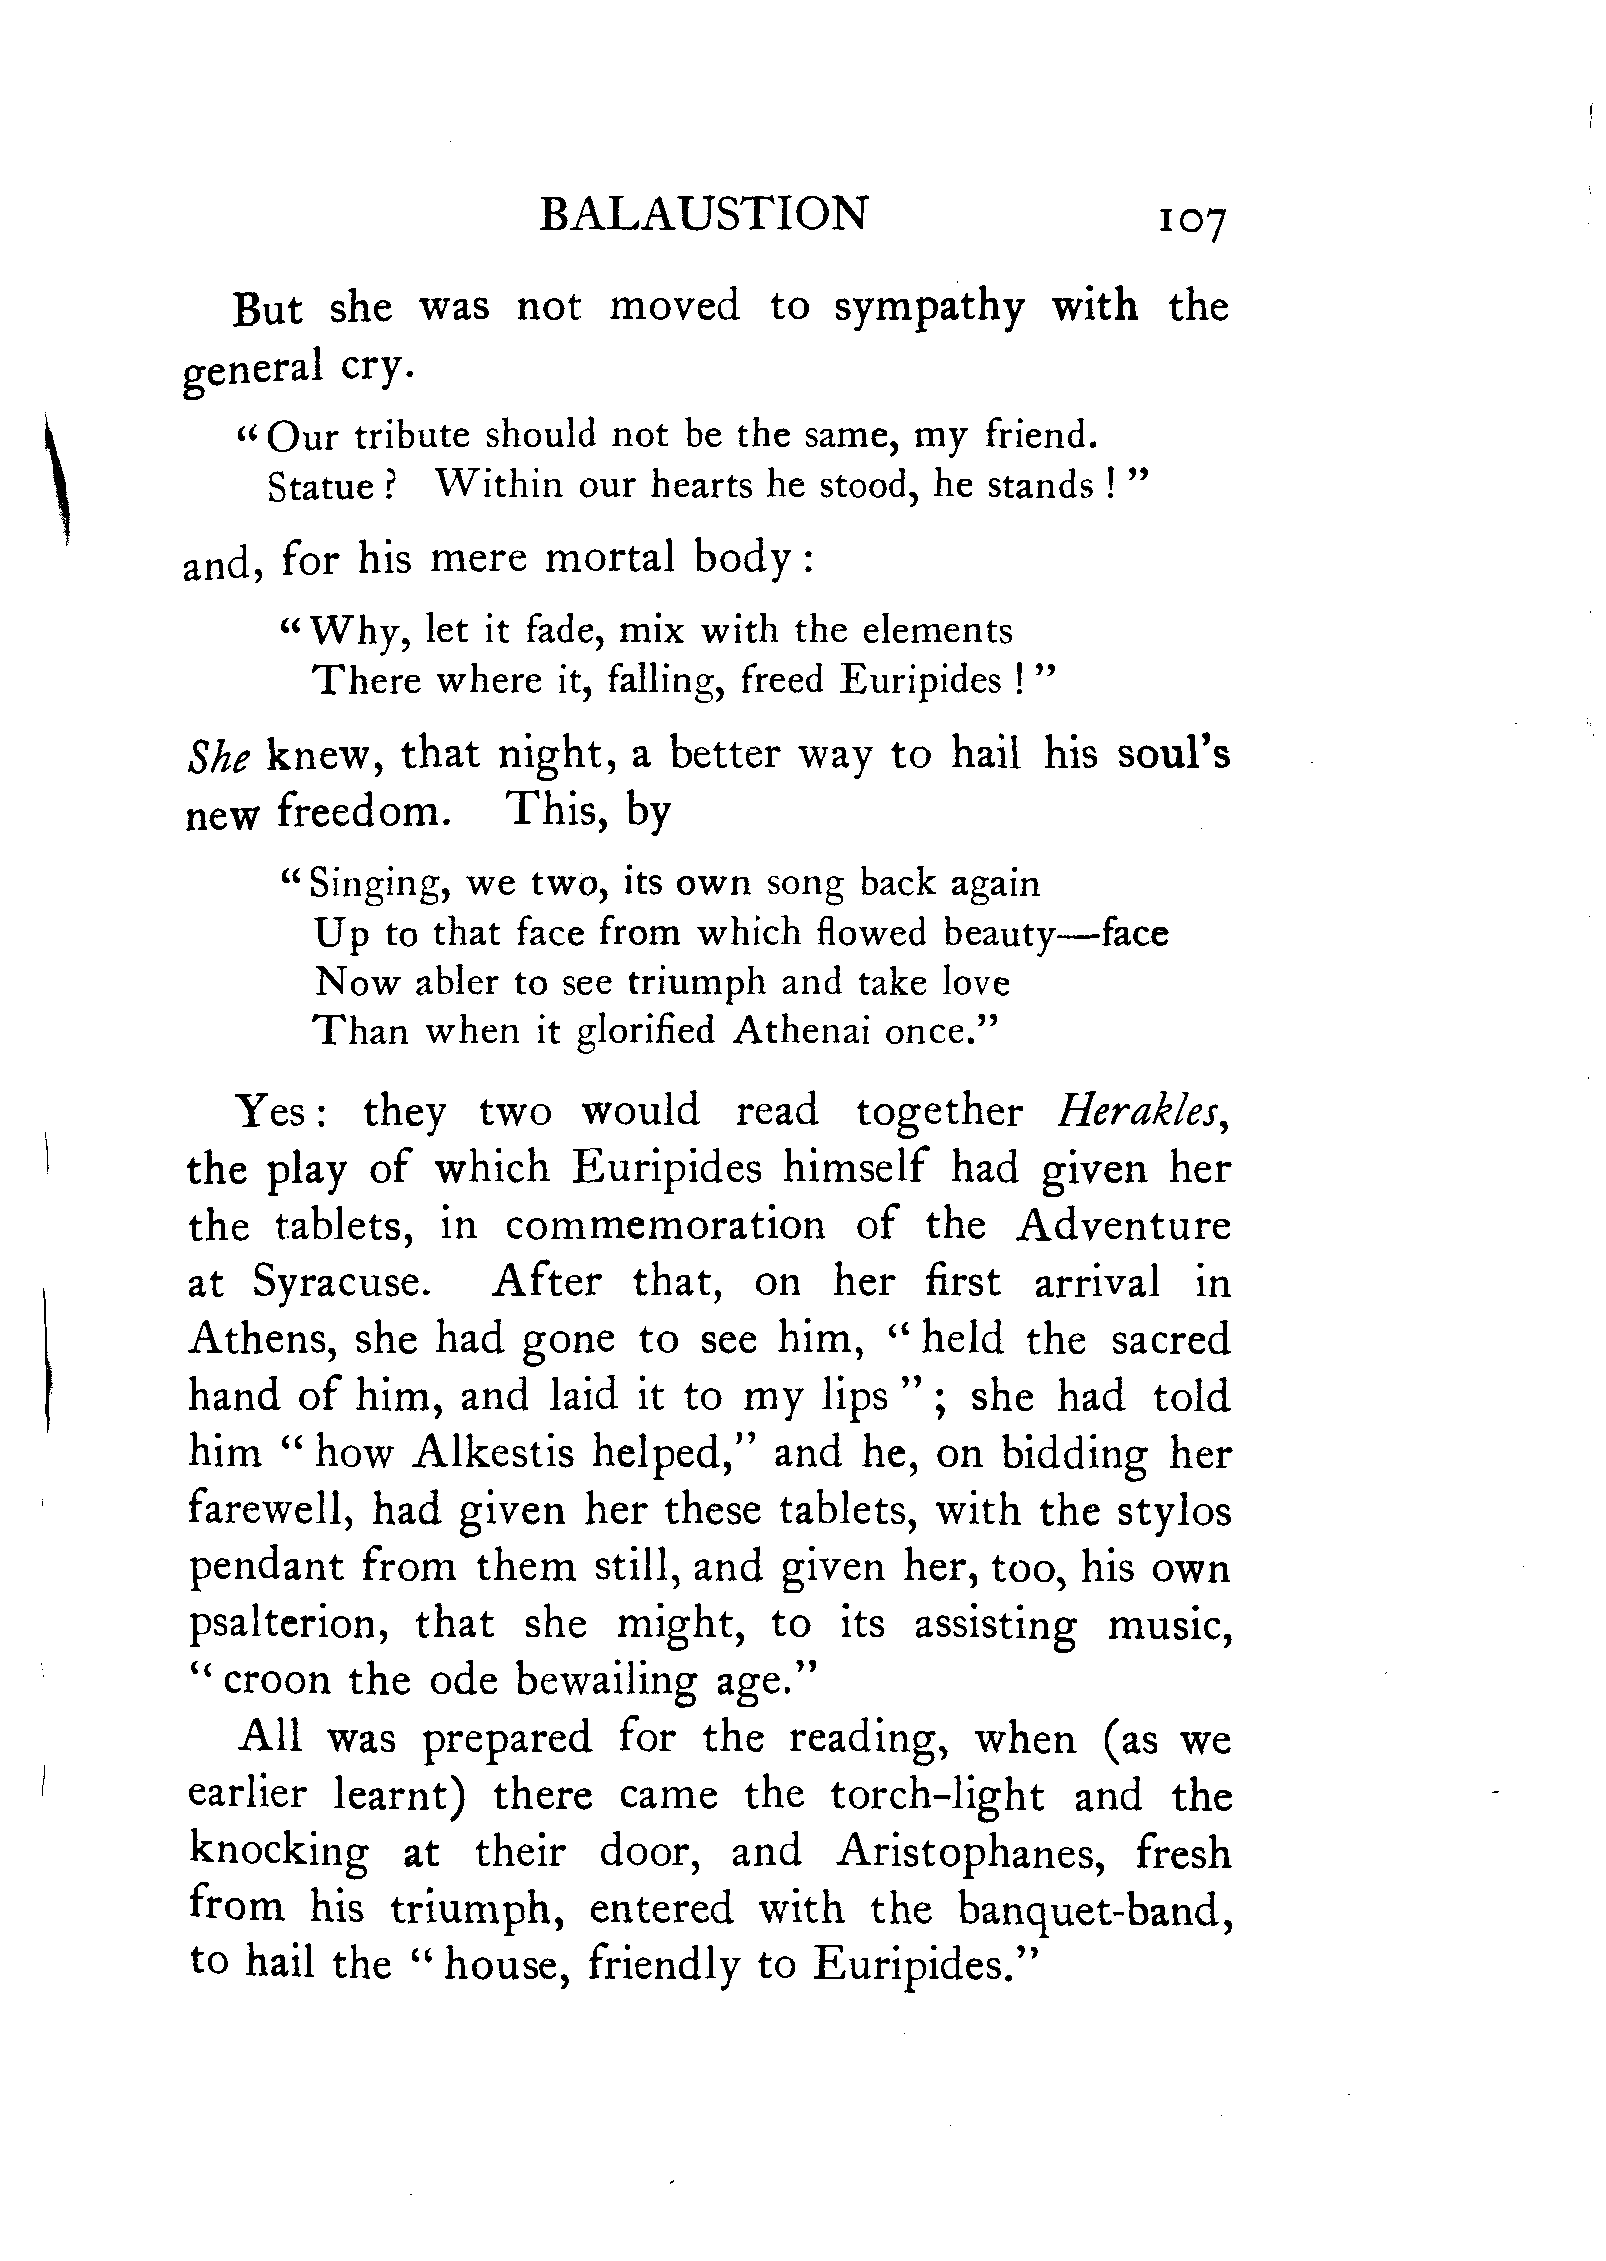 BALAUSTION 107
But she was not moved to sympathy with the
general cry.
“Our tribute should not be the same, my friend.
Statue? Within our hearts he stood, he stands!”
and, for his mere mortal body:
“Why, let it fade, mix with the elements
There where it, falling, freed Euripides!”
She knew, that night, a better way to hail his soul's
new freedom. This, by
“Singing, we two, its own song back again
Up to that face from which flowed beauty—face
Now abler to see triumph and take love
Than when it glorified Athenai once.”
Yes: they two would read together Herakles,
the play of which Euripides himself had given her
the tablets, in commemoration of the Adventure
at Syracuse. After that, on her first arrival in
Athens, she had gone to see him, “held the sacred
hand of him, and laid it to my lips”; she had told
him “how Alkestis helped,” and he, on bidding her
farewell, had given her these tablets, with the stylos
pendant from them still, and given her, too, his own
psalterion, that she might, to its assisting music,
“croon the ode bewailing age.”
All was prepared for the reading, when (as we
earlier learnt) there came the torch-light and the
knocking at their door, and Aristophanes, fresh
from his triumph, entered with the banquet-band,
to hail the “house, friendly to Euripides.”